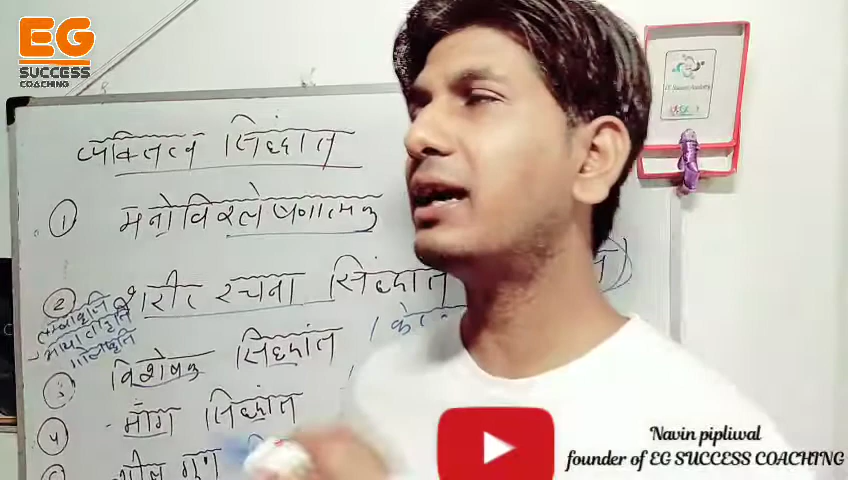 EG
SUCCESS
COACHING
व्यक्तित्व सिद्धांत
1 मनोविश्लेषणात्मक
2 शरीर रचना सिद्धांत
गोलाकृति
3 विशेषक सिद्धांत
4 मांग सिद्धांत
शील गुण
Navin pipliwal
founder of EG SUCCESS COACHING